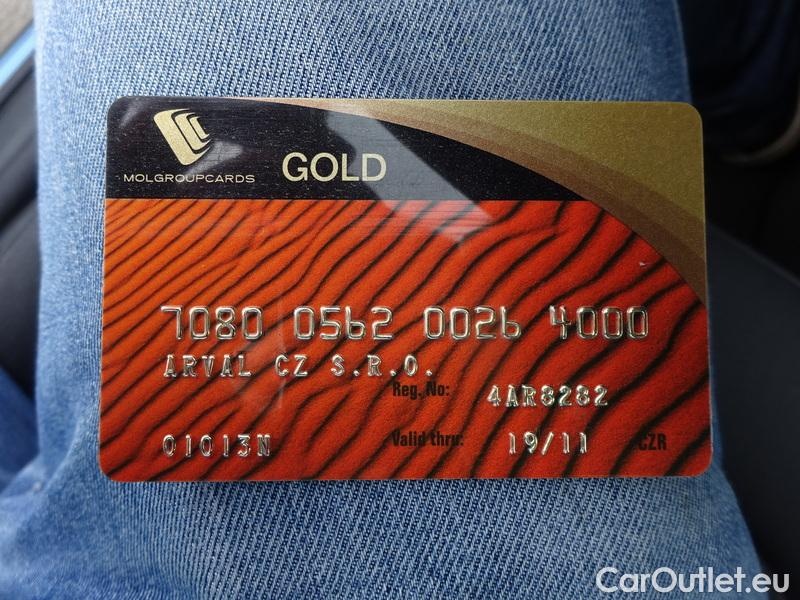 MOLGROUPCARDS
GOLD
7080 0562 0026 4000
ARVAL CZ S.R.O.
Reg. No: 4AR8282
01013N Valid thru: 19/11 CZR
CarOutlet.eu